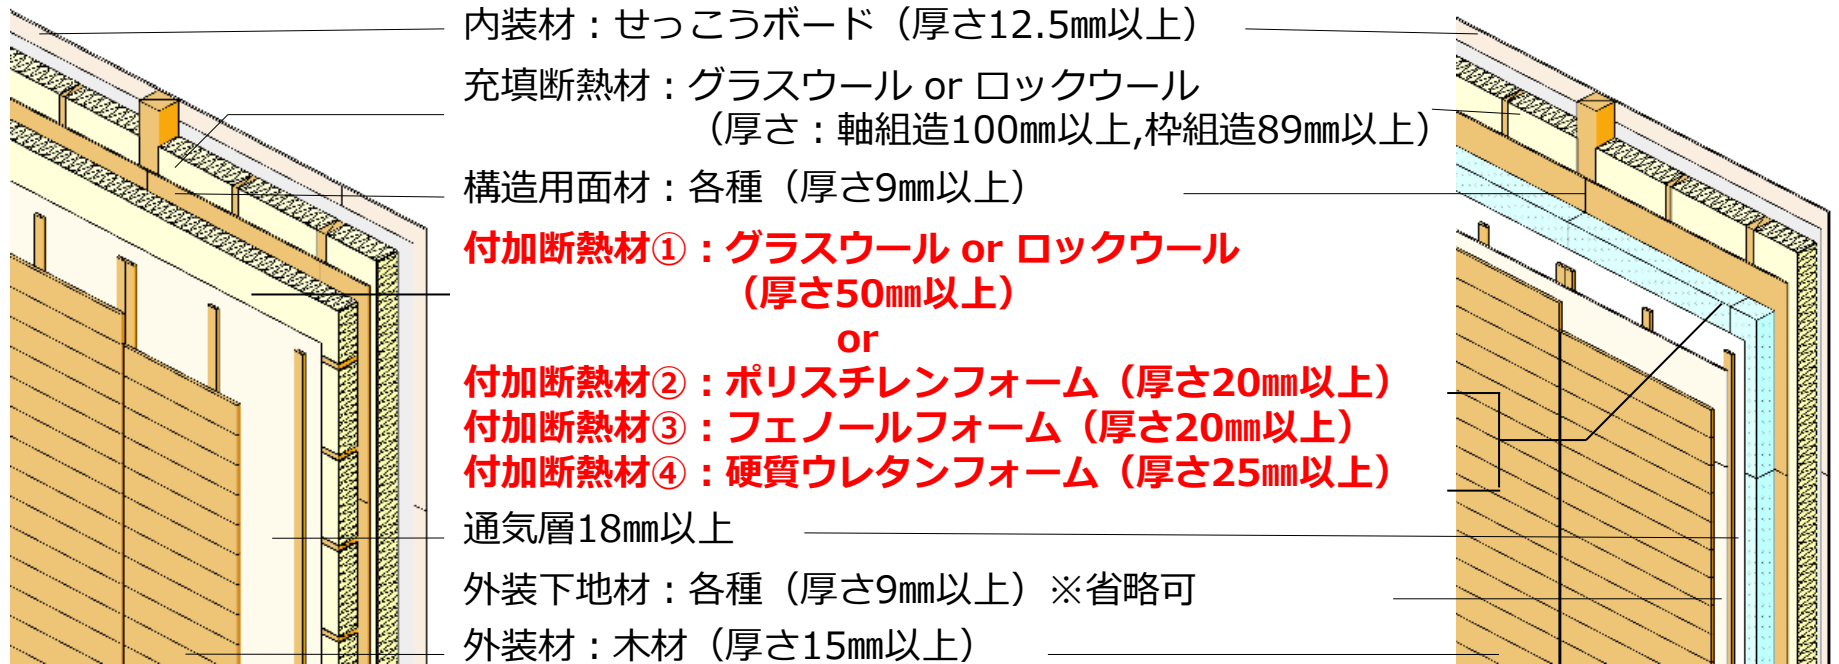 内装材：せっこうボード（厚さ12.5㎜以上）
充填断熱材：グラスウール or ロックウール
（厚さ：軸組造100㎜以上,枠組造89㎜以上）
構造用面材：各種（厚さ9㎜以上）
付加断熱材①：グラスウール or ロックウール
（厚さ50㎜以上）
or
付加断熱材②：ポリスチレンフォーム（厚さ20㎜以上）
付加断熱材③：フェノールフォーム（厚さ20㎜以上）
付加断熱材④：硬質ウレタンフォーム（厚さ25㎜以上）
通気層18㎜以上
外装下地材：各種（厚さ9㎜以上）※省略可
外装材：木材（厚さ15㎜以上）